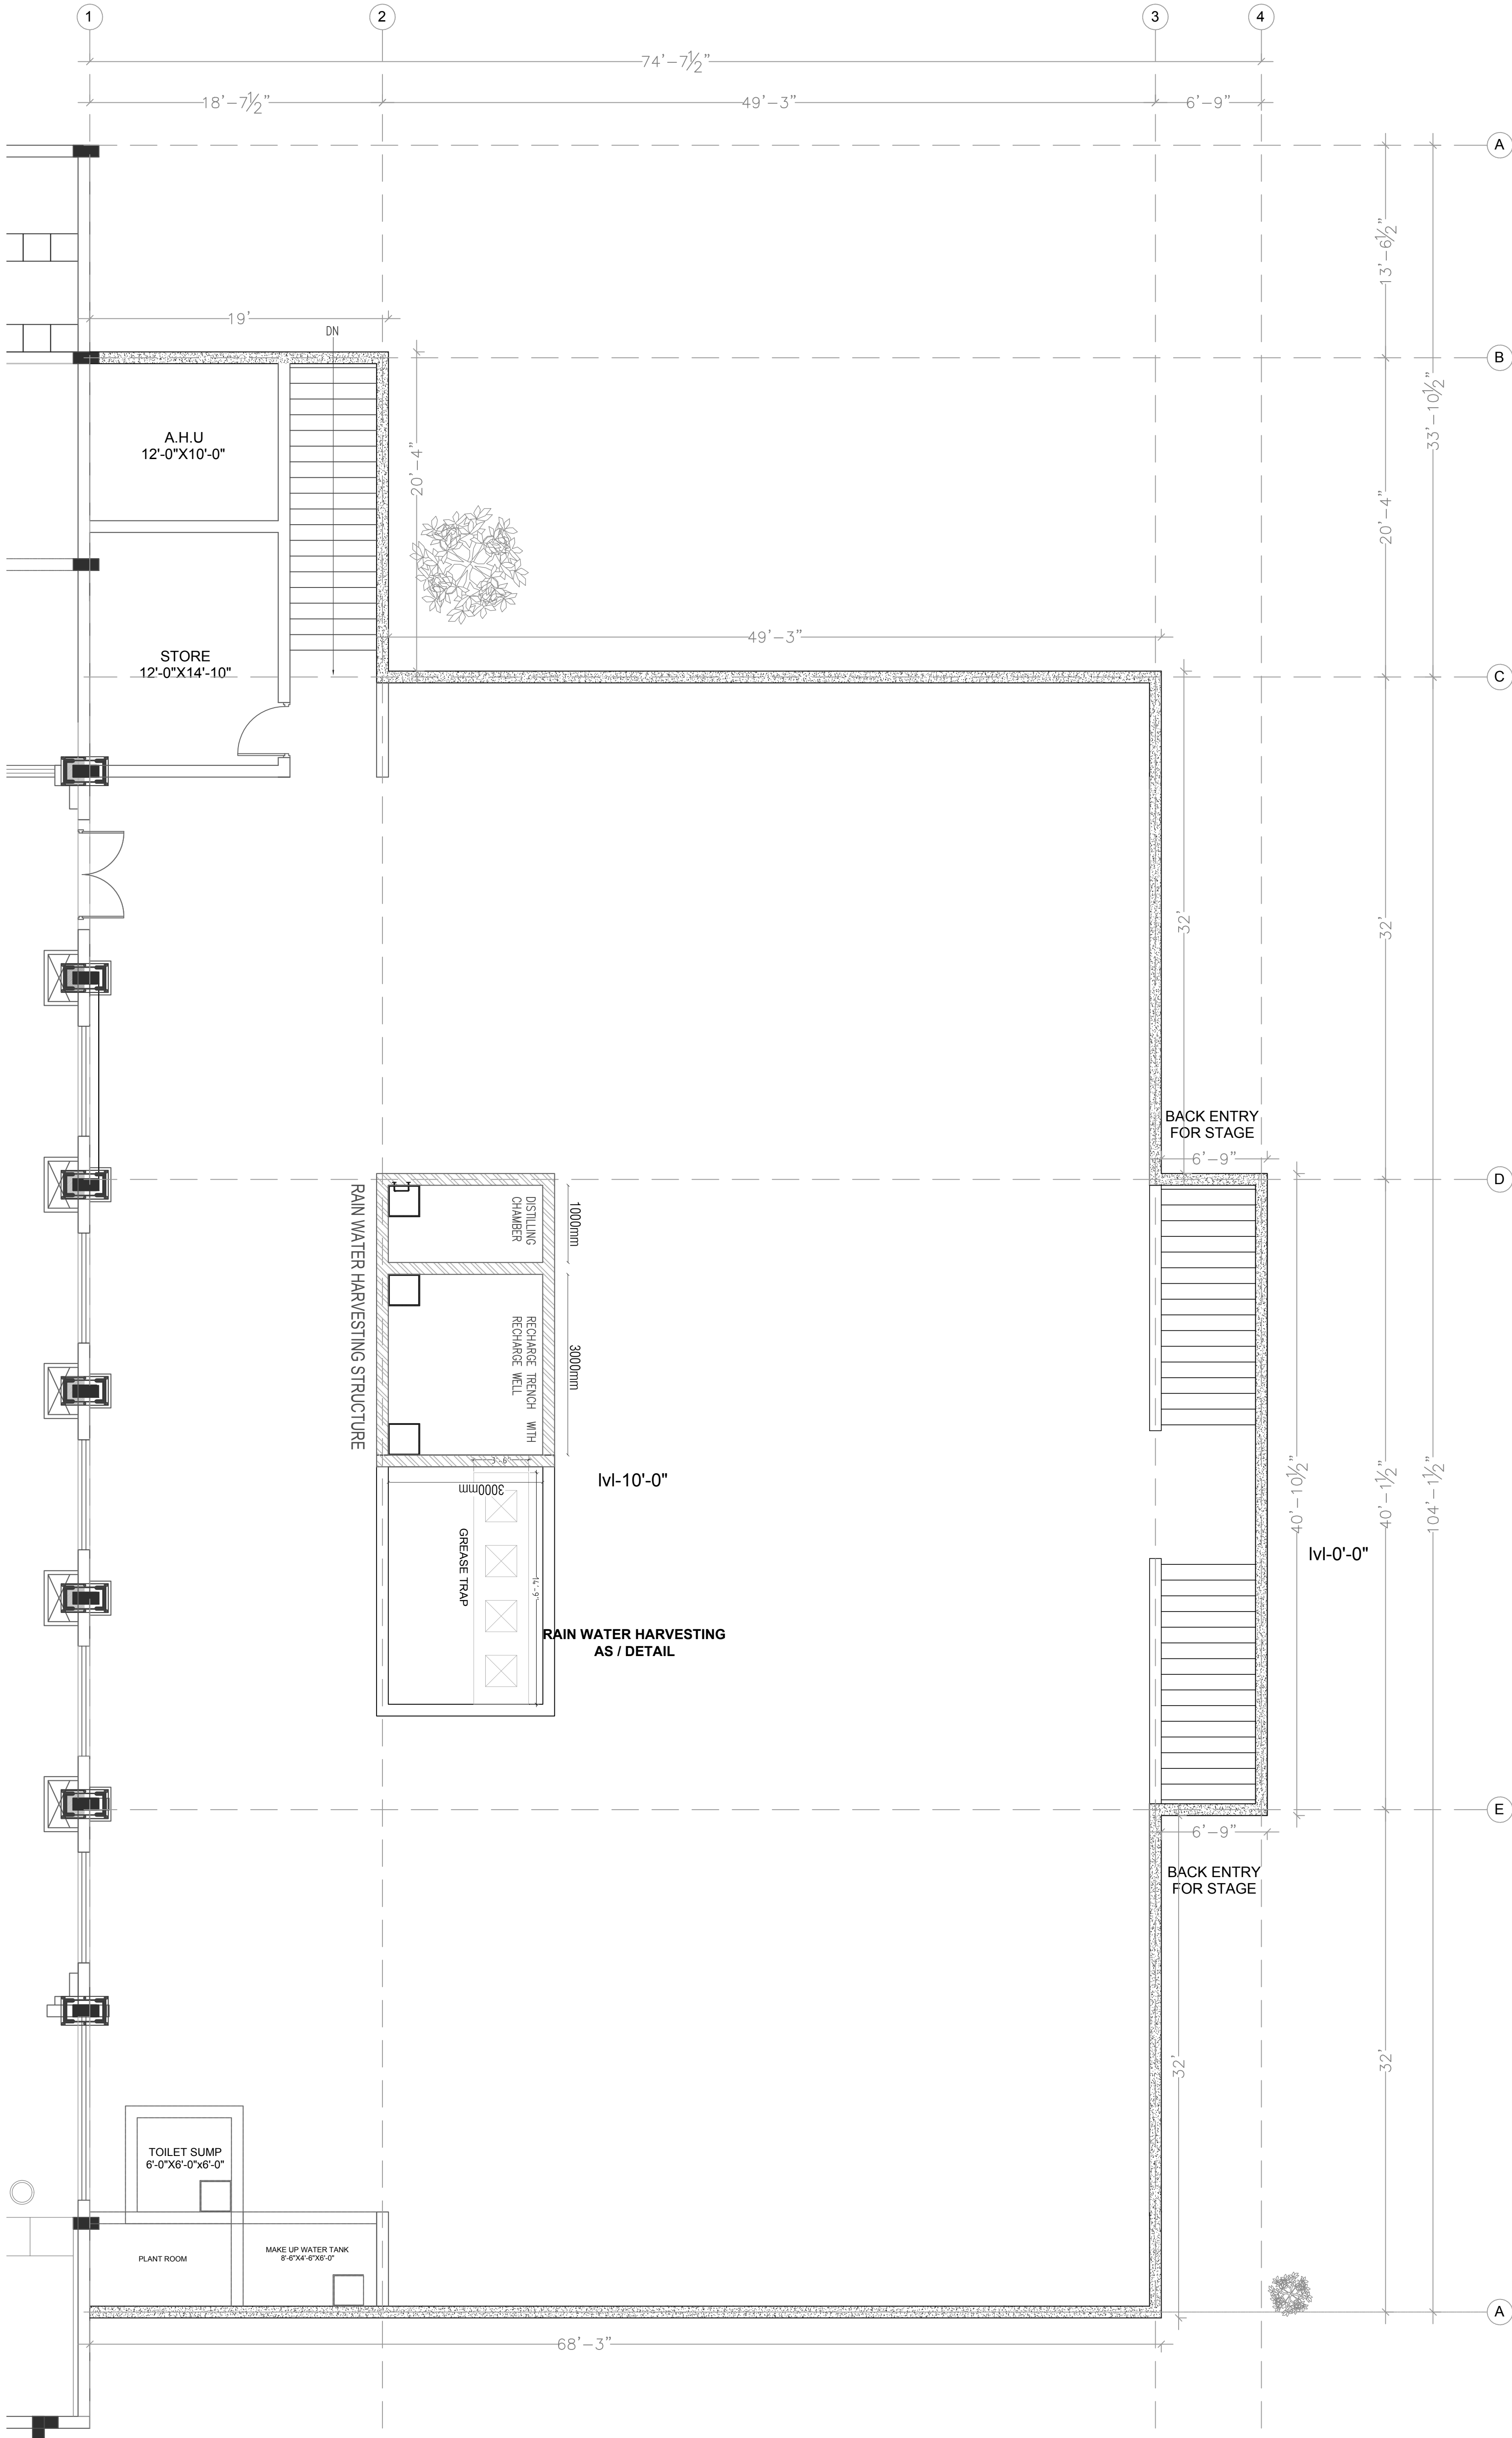 1
2
3
4
74'-7½"
18'-7½"
49'-3"
6'-9"
A
13'-6½"
19'
DN
B
A.H.U
12'-0"X10'-0"
20'-4"
20'-4"
33'-10½"
49'-3"
STORE
12'-0"X14'-10"
C
32'
32'
BACK ENTRY
FOR STAGE
6'-9"
D
RAIN WATER HARVESTING STRUCTURE
DISTILLING
CHAMBER
1000mm
RECHARGE TRENCH WITH
RECHARGE WELL
3000mm
3'-6"
3000mm
lvl-10'-0"
GREASE TRAP
14'-9"
40'-10½"
40'-1½"
104'-1½"
lvl-0'-0"
RAIN WATER HARVESTING
AS / DETAIL
E
6'-9"
BACK ENTRY
FOR STAGE
32'
32'
TOILET SUMP
6'-0"X6'-0"x6'-0"
PLANT ROOM
MAKE UP WATER TANK
8'-6"X4'-6"X6'-0"
A
68'-3"